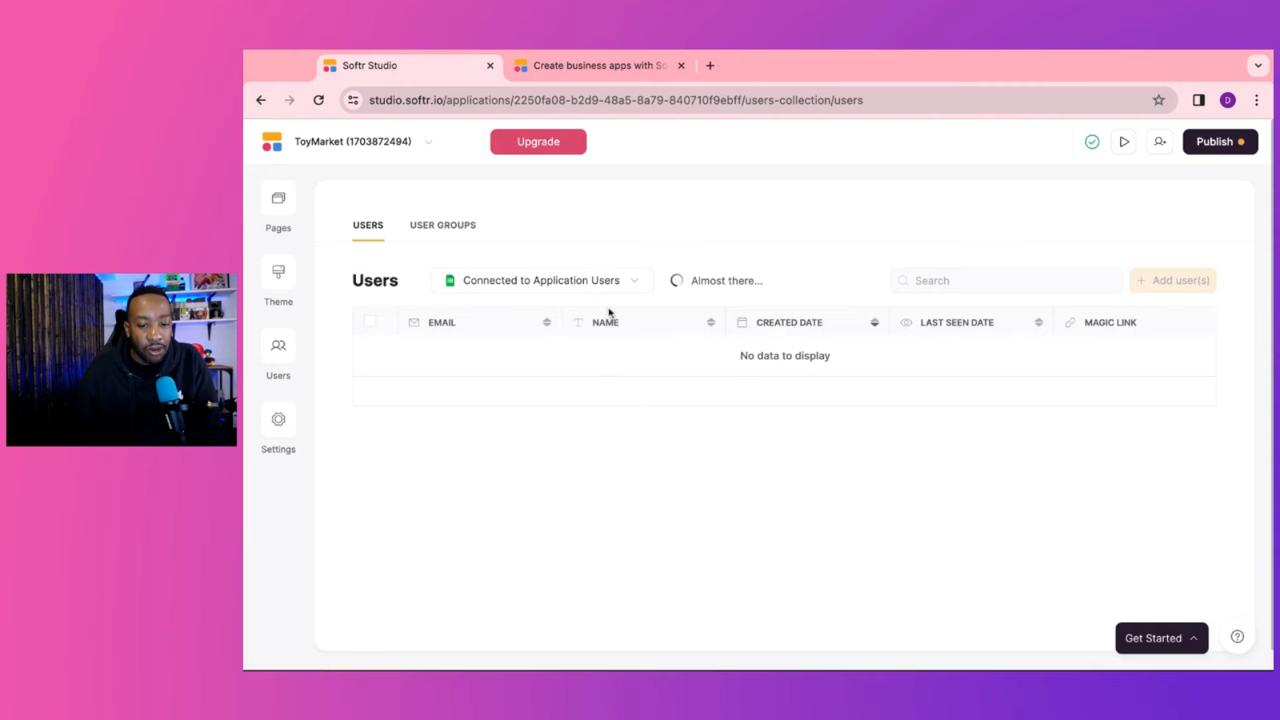 Softr Studio
Create business apps with So
studio.softr.io/applications/2250fa08-b2d9-48a5-8a79-840710f9ebff/users-collection/users
D
ToyMarket (1703872494)
Upgrade
Publish
Pages
Theme
Users
Settings
USERS
USER GROUPS
Users
Connected to Application Users
Almost there...
Search
+ Add user(s)
EMAIL
NAME
CREATED DATE
LAST SEEN DATE
MAGIC LINK
No data to display
Get Started